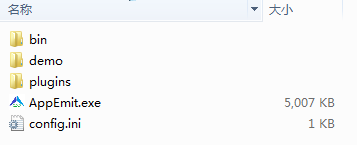 名称 大小
bin
demo
plugins
AppEmit.exe 5,007 KB
config.ini 1 KB